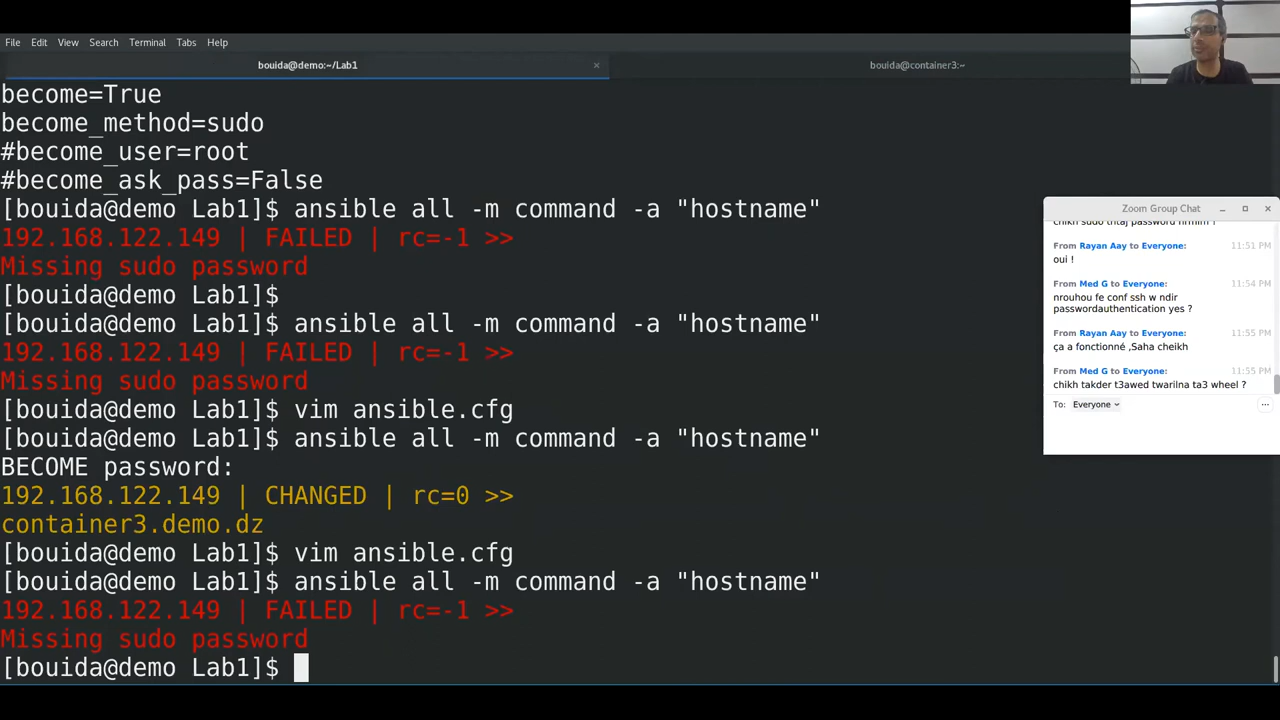 File Edit View Search Terminal Tabs Help
bouida@demo:~/Lab1 ×
bouida@container3:~
become=True
become_method=sudo
#become_user=root
#become_ask_pass=False
[bouida@demo Lab1]$ ansible all -m command -a "hostname"
192.168.122.149 | FAILED | rc=-1 >>
Missing sudo password
[bouida@demo Lab1]$
[bouida@demo Lab1]$ ansible all -m command -a "hostname"
192.168.122.149 | FAILED | rc=-1 >>
Missing sudo password
[bouida@demo Lab1]$ vim ansible.cfg
[bouida@demo Lab1]$ ansible all -m command -a "hostname"
BECOME password:
192.168.122.149 | CHANGED | rc=0 >>
container3.demo.dz
[bouida@demo Lab1]$ vim ansible.cfg
[bouida@demo Lab1]$ ansible all -m command -a "hostname"
192.168.122.149 | FAILED | rc=-1 >>
Missing sudo password
[bouida@demo Lab1]$
Zoom Group Chat
From Rayan Aay to Everyone: 11:51 PM
oui !
From Med G to Everyone: 11:54 PM
nrouhou fe conf ssh w ndir
passwordauthentication yes ?
From Rayan Aay to Everyone: 11:55 PM
ça a fonctionné ,Saha cheikh
From Med G to Everyone: 11:55 PM
chikh takder t3awed twarilna ta3 wheel ?
To: Everyone